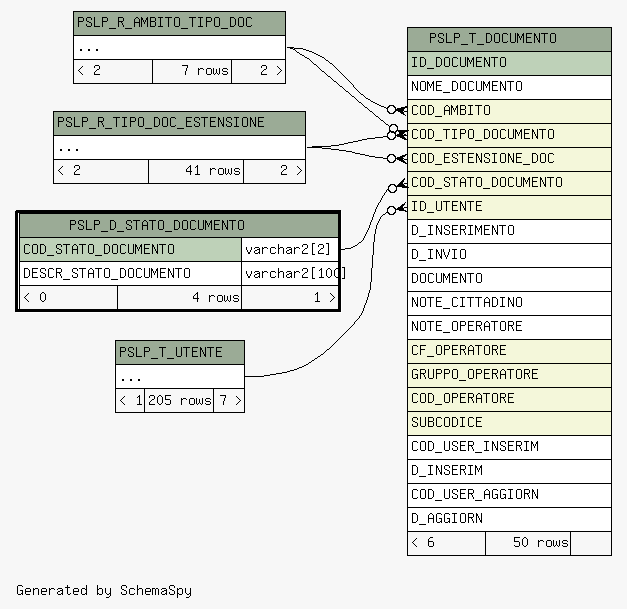 PSLP_R_AMBITO_TIPO_DOC
...
< 2 7 rows 2 >
PSLP_R_TIPO_DOC_ESTENSIONE
...
< 2 41 rows 2 >
PSLP_D_STATO_DOCUMENTO
COD_STATO_DOCUMENTO varchar2[2]
DESCR_STATO_DOCUMENTO varchar2[100]
< 0 4 rows 1 >
PSLP_T_UTENTE
...
< 1 205 rows 7 >
PSLP_T_DOCUMENTO
ID_DOCUMENTO
NOME_DOCUMENTO
COD_AMBITO
COD_TIPO_DOCUMENTO
COD_ESTENSIONE_DOC
COD_STATO_DOCUMENTO
ID_UTENTE
D_INSERIMENTO
D_INVIO
DOCUMENTO
NOTE_CITTADINO
NOTE_OPERATORE
CF_OPERATORE
GRUPPO_OPERATORE
COD_OPERATORE
SUBCODICE
COD_USER_INSERIM
D_INSERIM
COD_USER_AGGIORN
D_AGGIORN
< 6 50 rows
Generated by SchemaSpy